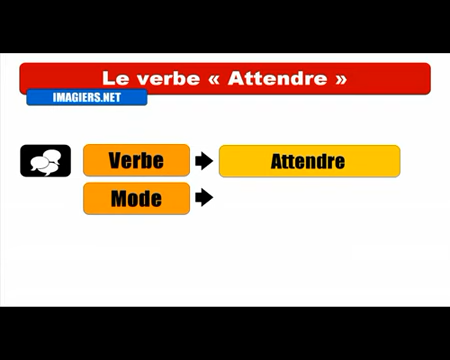 Le verbe « Attendre »
IMAGIERS.NET
Verbe Attendre
Mode